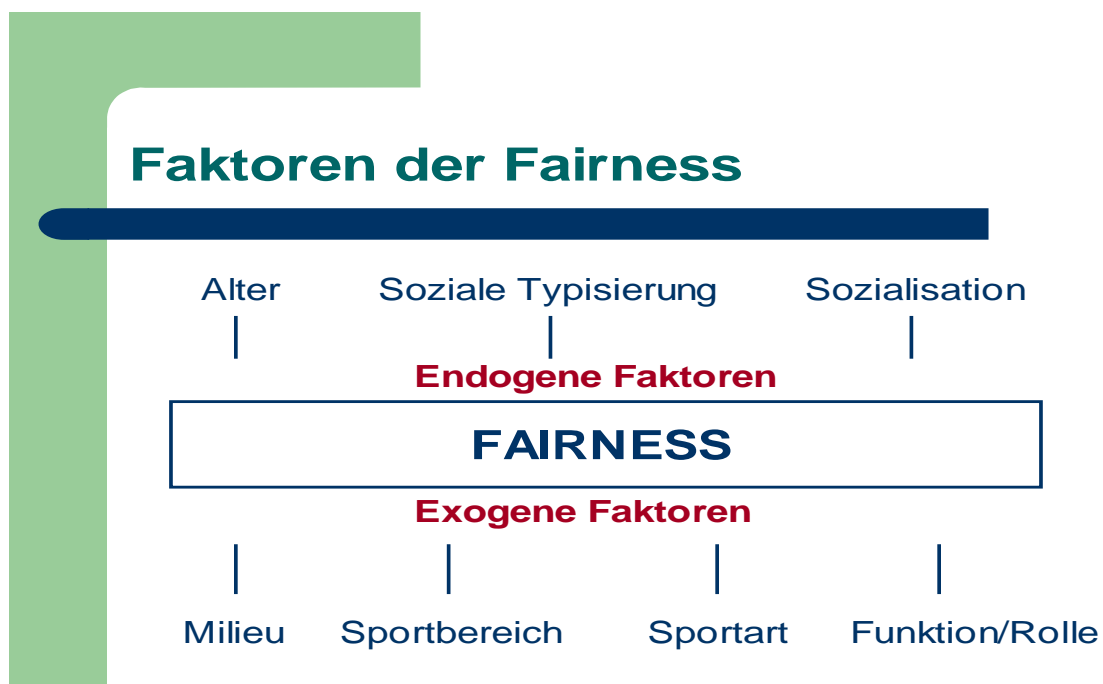 Faktoren der Fairness
Alter Soziale Typisierung Sozialisation
Endogene Faktoren
FAIRNESS
Exogene Faktoren
Milieu Sportbereich Sportart Funktion/Rolle